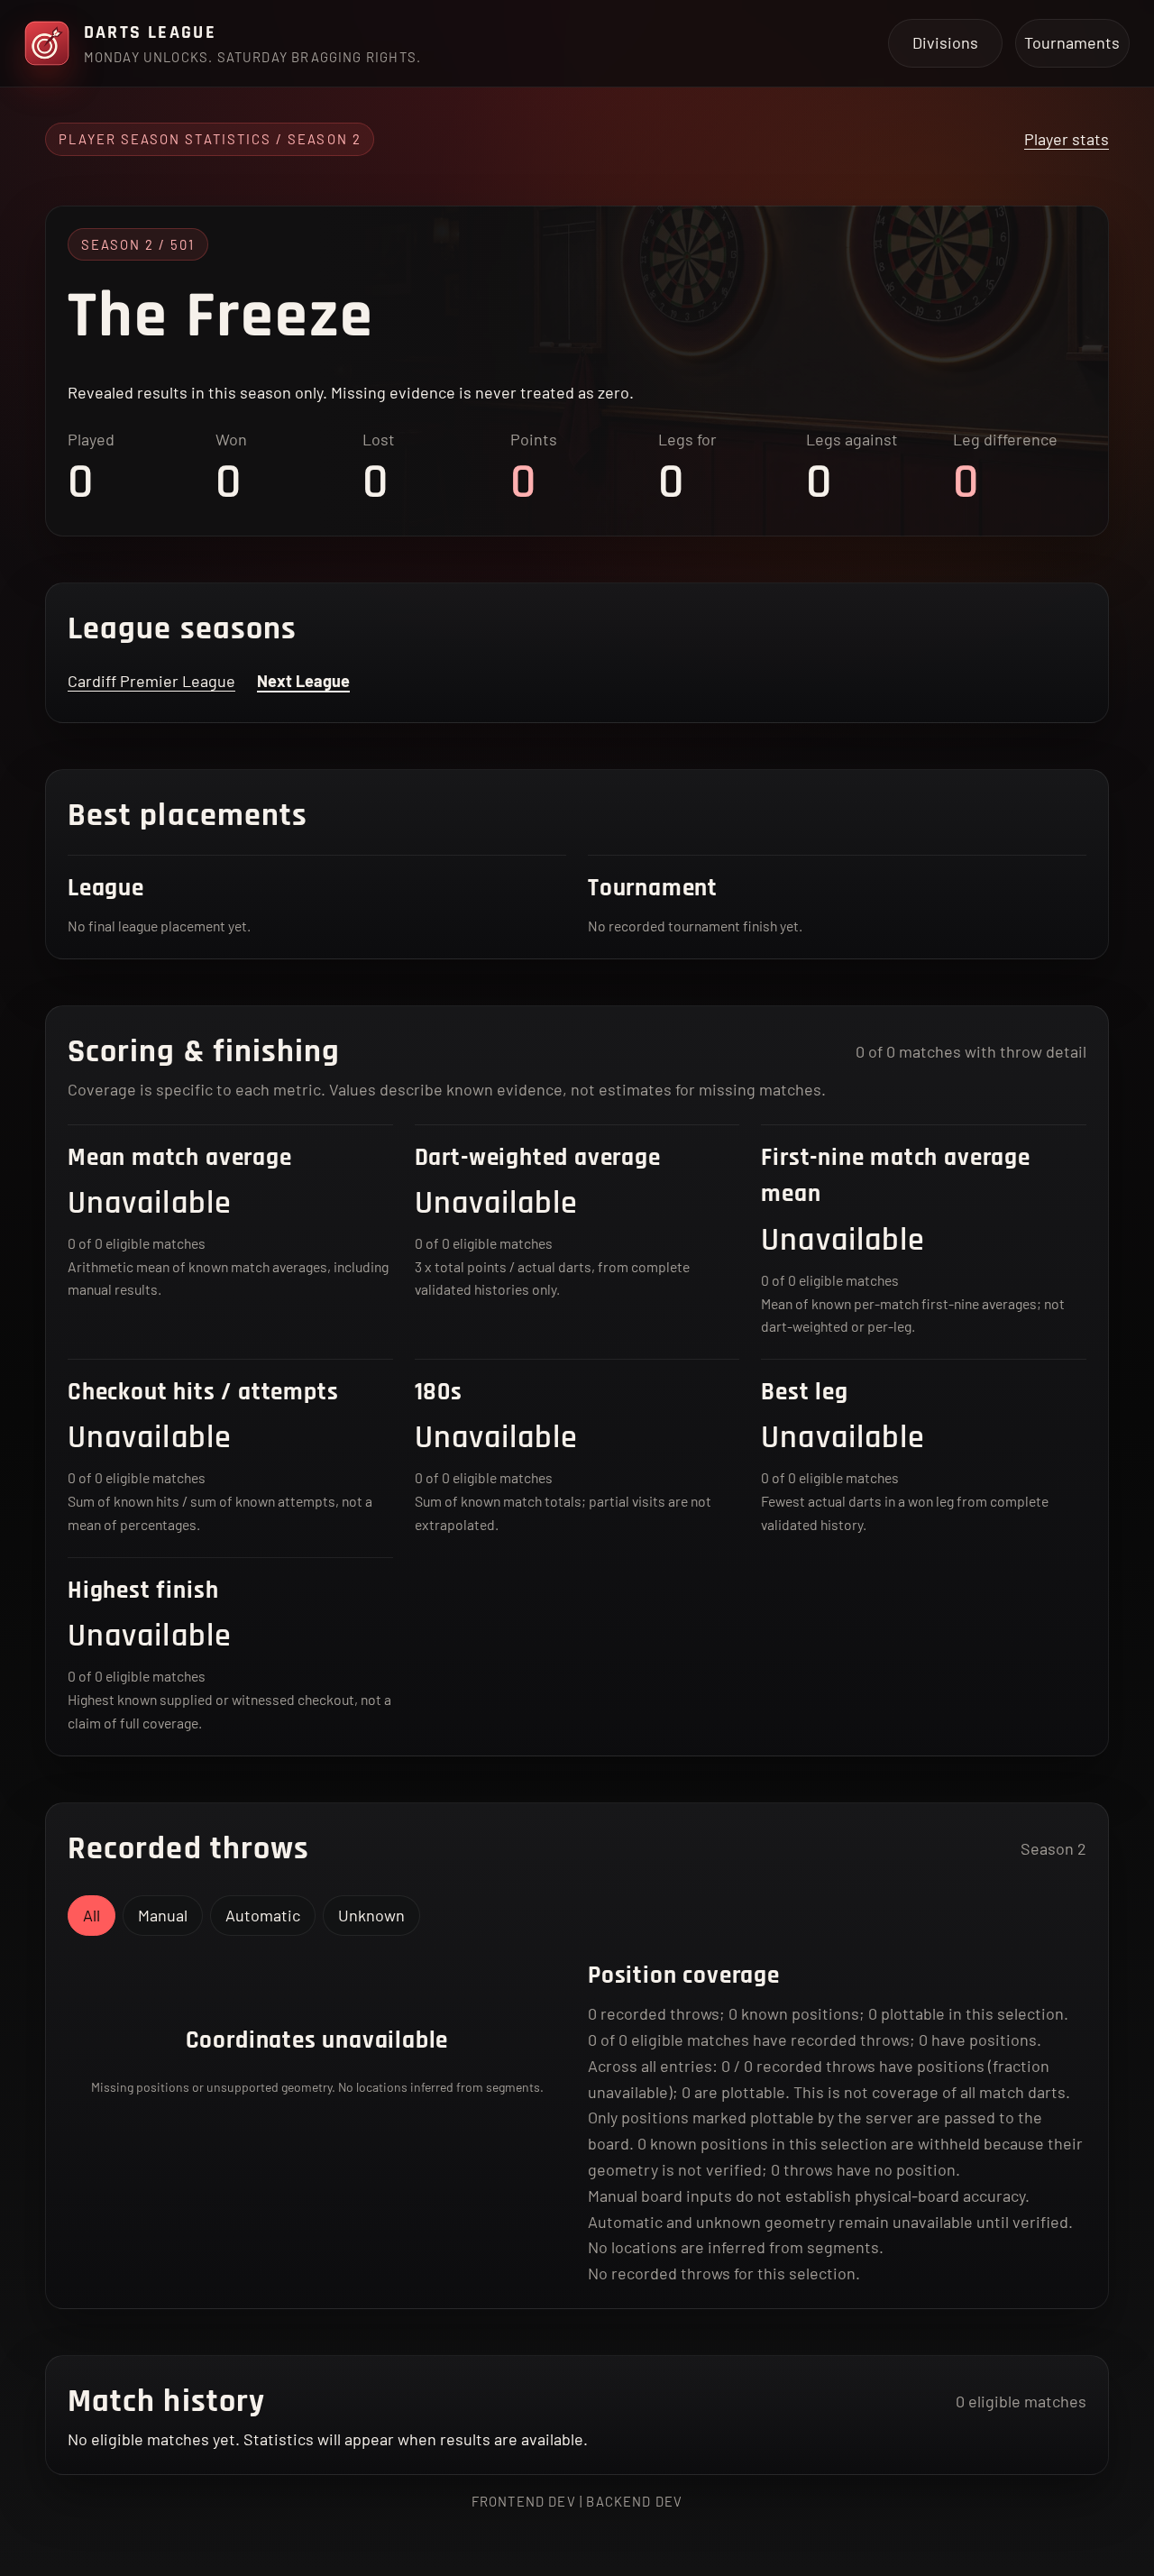 DARTS LEAGUE
MONDAY UNLOCKS. SATURDAY BRAGGING RIGHTS.
Divisions
Tournaments
PLAYER SEASON STATISTICS / SEASON 2
Player stats
SEASON 2 / 501
The Freeze
Revealed results in this season only. Missing evidence is never treated as zero.
Played Won Lost Points Legs for Legs against Leg difference
0 0 0 0 0 0 0
League seasons
Cardiff Premier League Next League
Best placements
League
No final league placement yet.
Tournament
No recorded tournament finish yet.
Scoring & finishing
0 of 0 matches with throw detail
Coverage is specific to each metric. Values describe known evidence, not estimates for missing matches.
Mean match average
Unavailable
0 of 0 eligible matches
Arithmetic mean of known match averages, including
manual results.
Dart-weighted average
Unavailable
0 of 0 eligible matches
3 x total points / actual darts, from complete
validated histories only.
First-nine match average
mean
Unavailable
0 of 0 eligible matches
Mean of known per-match first-nine averages; not
dart-weighted or per-leg.
Checkout hits / attempts
Unavailable
0 of 0 eligible matches
Sum of known hits / sum of known attempts, not a
mean of percentages.
180s
Unavailable
0 of 0 eligible matches
Sum of known match totals; partial visits are not
extrapolated.
Best leg
Unavailable
0 of 0 eligible matches
Fewest actual darts in a won leg from complete
validated history.
Highest finish
Unavailable
0 of 0 eligible matches
Highest known supplied or witnessed checkout, not a
claim of full coverage.
Recorded throws
Season 2
All Manual Automatic Unknown
Coordinates unavailable
Missing positions or unsupported geometry. No locations inferred from segments.
Position coverage
0 recorded throws; 0 known positions; 0 plottable in this selection.
0 of 0 eligible matches have recorded throws; 0 have positions.
Across all entries: 0 / 0 recorded throws have positions (fraction
unavailable); 0 are plottable. This is not coverage of all match darts.
Only positions marked plottable by the server are passed to the
board. 0 known positions in this selection are withheld because their
geometry is not verified; 0 throws have no position.
Manual board inputs do not establish physical-board accuracy.
Automatic and unknown geometry remain unavailable until verified.
No locations are inferred from segments.
No recorded throws for this selection.
Match history
0 eligible matches
No eligible matches yet. Statistics will appear when results are available.
FRONTEND DEV | BACKEND DEV